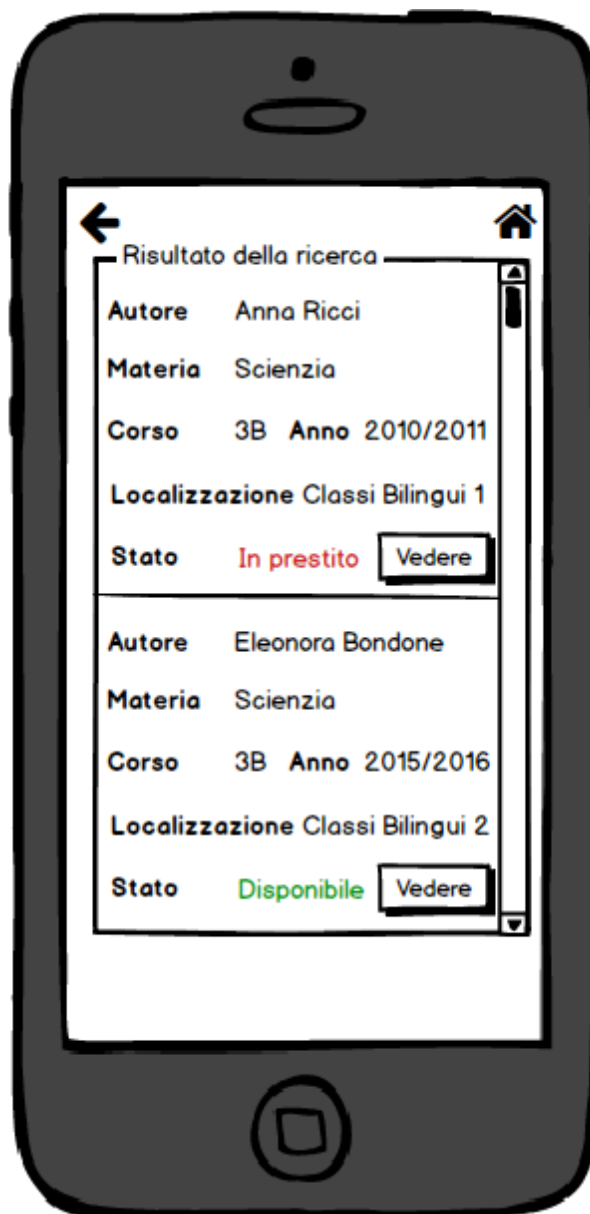 Risultato della ricerca
Autore Anna Ricci
Materia Scienzia
Corso 3B Anno 2010/2011
Localizzazione Classi Bilingui 1
Stato In prestito Vedere
Autore Eleonora Bondone
Materia Scienzia
Corso 3B Anno 2015/2016
Localizzazione Classi Bilingui 2
Stato Disponibile Vedere